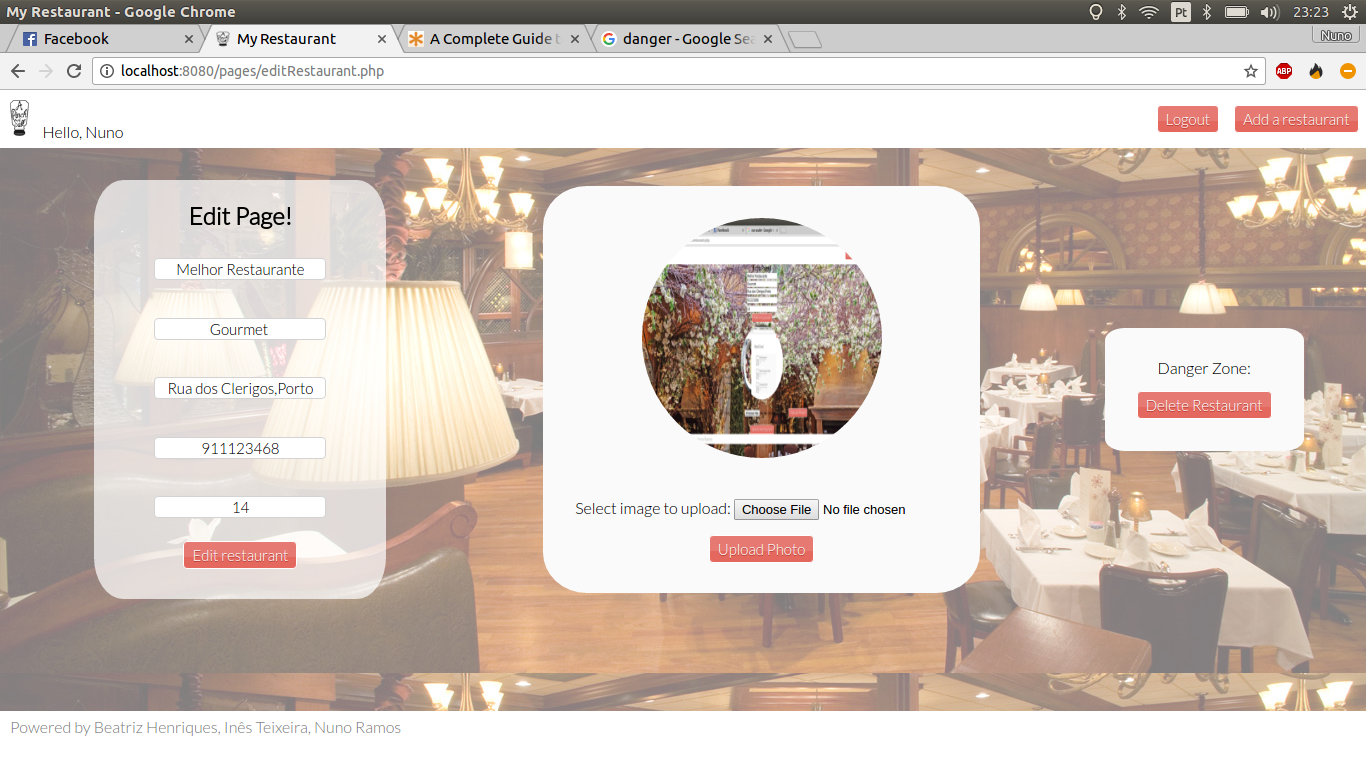 My Restaurant - Google Chrome
Pt
23:23
Facebook
My Restaurant
A Complete Guide t
danger - Google Sea
Nuno
localhost:8080/pages/editRestaurant.php
ABP
A
Hello, Nuno
Logout
Add a restaurant
Edit Page!
Melhor Restaurante
Gourmet
Rua dos Clerigos,Porto
911123468
14
Edit restaurant
Select image to upload: Choose File No file chosen
Upload Photo
Danger Zone:
Delete Restaurant
Powered by Beatriz Henriques, Inês Teixeira, Nuno Ramos